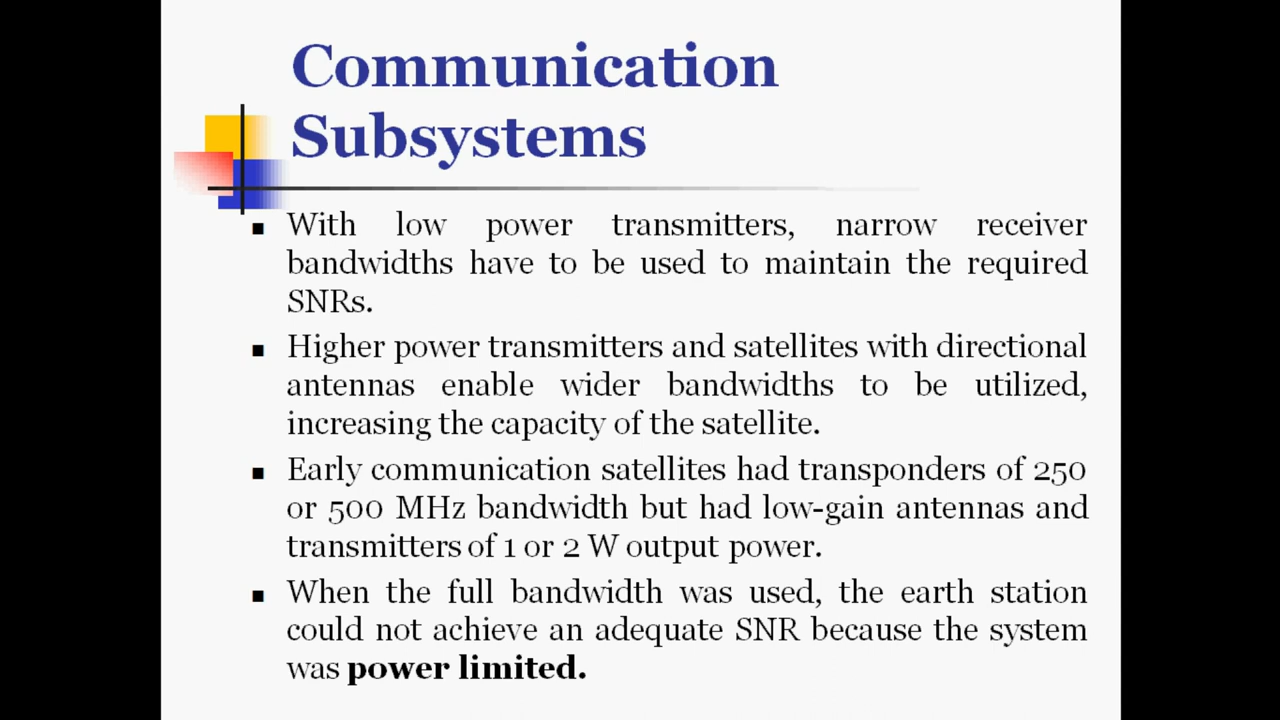 Communication
Subsystems
With low power transmitters, narrow receiver
bandwidths have to be used to maintain the required
SNRs.
Higher power transmitters and satellites with directional
antennas enable wider bandwidths to be utilized,
increasing the capacity of the satellite.
Early communication satellites had transponders of 250
or 500 MHz bandwidth but had low-gain antennas and
transmitters of 1 or 2 W output power.
When the full bandwidth was used, the earth station
could not achieve an adequate SNR because the system
was power limited.